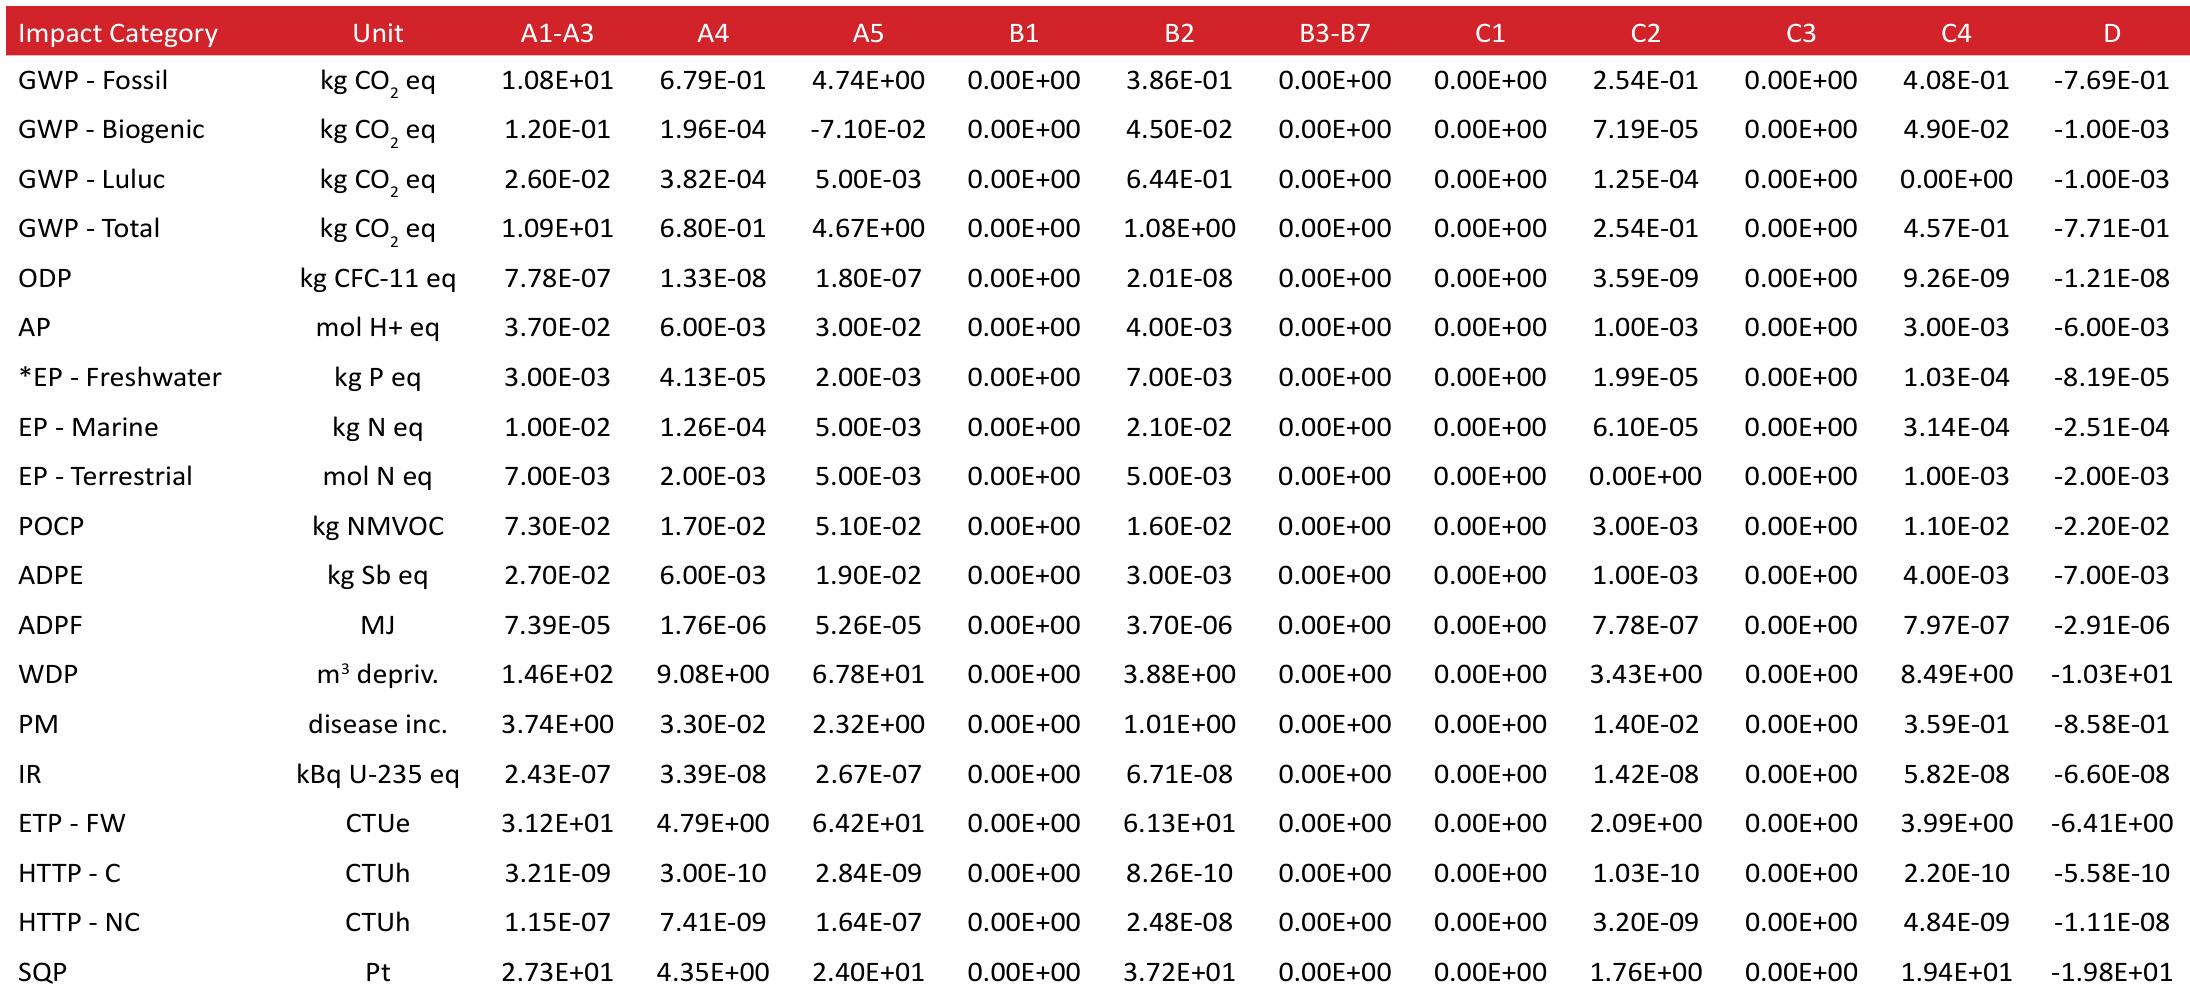 Impact Category Unit A1-A3 A4 A5 B1 B2 B3-B7 C1 C2 C3 C4 D
GWP - Fossil kg CO₂ eq 1.08E+01 6.79E-01 4.74E+00 0.00E+00 3.86E-01 0.00E+00 0.00E+00 2.54E-01 0.00E+00 4.08E-01 -7.69E-01
GWP - Biogenic kg CO₂ eq 1.20E-01 1.96E-04 -7.10E-02 0.00E+00 4.50E-02 0.00E+00 0.00E+00 7.19E-05 0.00E+00 4.90E-02 -1.00E-03
GWP - Luluc kg CO₂ eq 2.60E-02 3.82E-04 5.00E-03 0.00E+00 6.44E-01 0.00E+00 0.00E+00 1.25E-04 0.00E+00 0.00E+00 -1.00E-03
GWP - Total kg CO₂ eq 1.09E+01 6.80E-01 4.67E+00 0.00E+00 1.08E+00 0.00E+00 0.00E+00 2.54E-01 0.00E+00 4.57E-01 -7.71E-01
ODP kg CFC-11 eq 7.78E-07 1.33E-08 1.80E-07 0.00E+00 2.01E-08 0.00E+00 0.00E+00 3.59E-09 0.00E+00 9.26E-09 -1.21E-08
AP mol H+ eq 3.70E-02 6.00E-03 3.00E-02 0.00E+00 4.00E-03 0.00E+00 0.00E+00 1.00E-03 0.00E+00 3.00E-03 -6.00E-03
*EP - Freshwater kg P eq 3.00E-03 4.13E-05 2.00E-03 0.00E+00 7.00E-03 0.00E+00 0.00E+00 1.99E-05 0.00E+00 1.03E-04 -8.19E-05
EP - Marine kg N eq 1.00E-02 1.26E-04 5.00E-03 0.00E+00 2.10E-02 0.00E+00 0.00E+00 6.10E-05 0.00E+00 3.14E-04 -2.51E-04
EP - Terrestrial mol N eq 7.00E-03 2.00E-03 5.00E-03 0.00E+00 5.00E-03 0.00E+00 0.00E+00 0.00E+00 0.00E+00 1.00E-03 -2.00E-03
POCP kg NMVOC 7.30E-02 1.70E-02 5.10E-02 0.00E+00 1.60E-02 0.00E+00 0.00E+00 3.00E-03 0.00E+00 1.10E-02 -2.20E-02
ADPE kg Sb eq 2.70E-02 6.00E-03 1.90E-02 0.00E+00 3.00E-03 0.00E+00 0.00E+00 1.00E-03 0.00E+00 4.00E-03 -7.00E-03
ADPF MJ 7.39E-05 1.76E-06 5.26E-05 0.00E+00 3.70E-06 0.00E+00 0.00E+00 7.78E-07 0.00E+00 7.97E-07 -2.91E-06
WDP m³ depriv. 1.46E+02 9.08E+00 6.78E+01 0.00E+00 3.88E+00 0.00E+00 0.00E+00 3.43E+00 0.00E+00 8.49E+00 -1.03E+01
PM disease inc. 3.74E+00 3.30E-02 2.32E+00 0.00E+00 1.01E+00 0.00E+00 0.00E+00 1.40E-02 0.00E+00 3.59E-01 -8.58E-01
IR kBq U-235 eq 2.43E-07 3.39E-08 2.67E-07 0.00E+00 6.71E-08 0.00E+00 0.00E+00 1.42E-08 0.00E+00 5.82E-08 -6.60E-08
ETP - FW CTUe 3.12E+01 4.79E+00 6.42E+01 0.00E+00 6.13E+01 0.00E+00 0.00E+00 2.09E+00 0.00E+00 3.99E+00 -6.41E+00
HTTP - C CTUh 3.21E-09 3.00E-10 2.84E-09 0.00E+00 8.26E-10 0.00E+00 0.00E+00 1.03E-10 0.00E+00 2.20E-10 -5.58E-10
HTTP - NC CTUh 1.15E-07 7.41E-09 1.64E-07 0.00E+00 2.48E-08 0.00E+00 0.00E+00 3.20E-09 0.00E+00 4.84E-09 -1.11E-08
SQP Pt 2.73E+01 4.35E+00 2.40E+01 0.00E+00 3.72E+01 0.00E+00 0.00E+00 1.76E+00 0.00E+00 1.94E+01 -1.98E+01